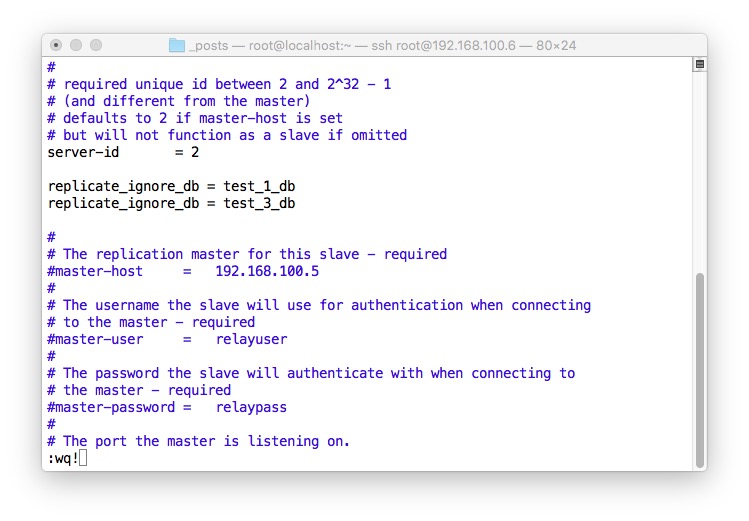 _posts — root@localhost:~ — ssh root@192.168.100.6 — 80×24
#
# required unique id between 2 and 2^32 - 1
# (and different from the master)
# defaults to 2 if master-host is set
# but will not function as a slave if omitted
server-id       = 2
replicate_ignore_db = test_1_db
replicate_ignore_db = test_3_db
#
# The replication master for this slave - required
#master-host     =   192.168.100.5
#
# The username the slave will use for authentication when connecting
# to the master - required
#master-user     =   relayuser
#
# The password the slave will authenticate with when connecting to
# the master - required
#master-password =   relaypass
#
# The port the master is listening on.
:wq!